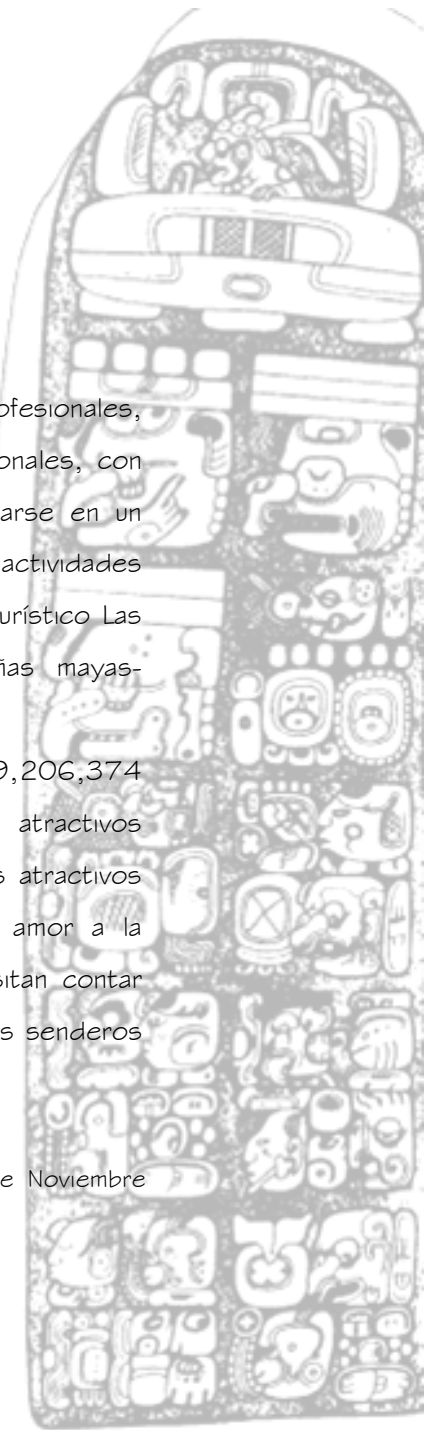 ofesionales,
onales, con
arse en un
actividades
urístico Las
ñas mayas-
9,206,374
atractivos
s atractivos
amor a la
sitan contar
s senderos
e Noviembre